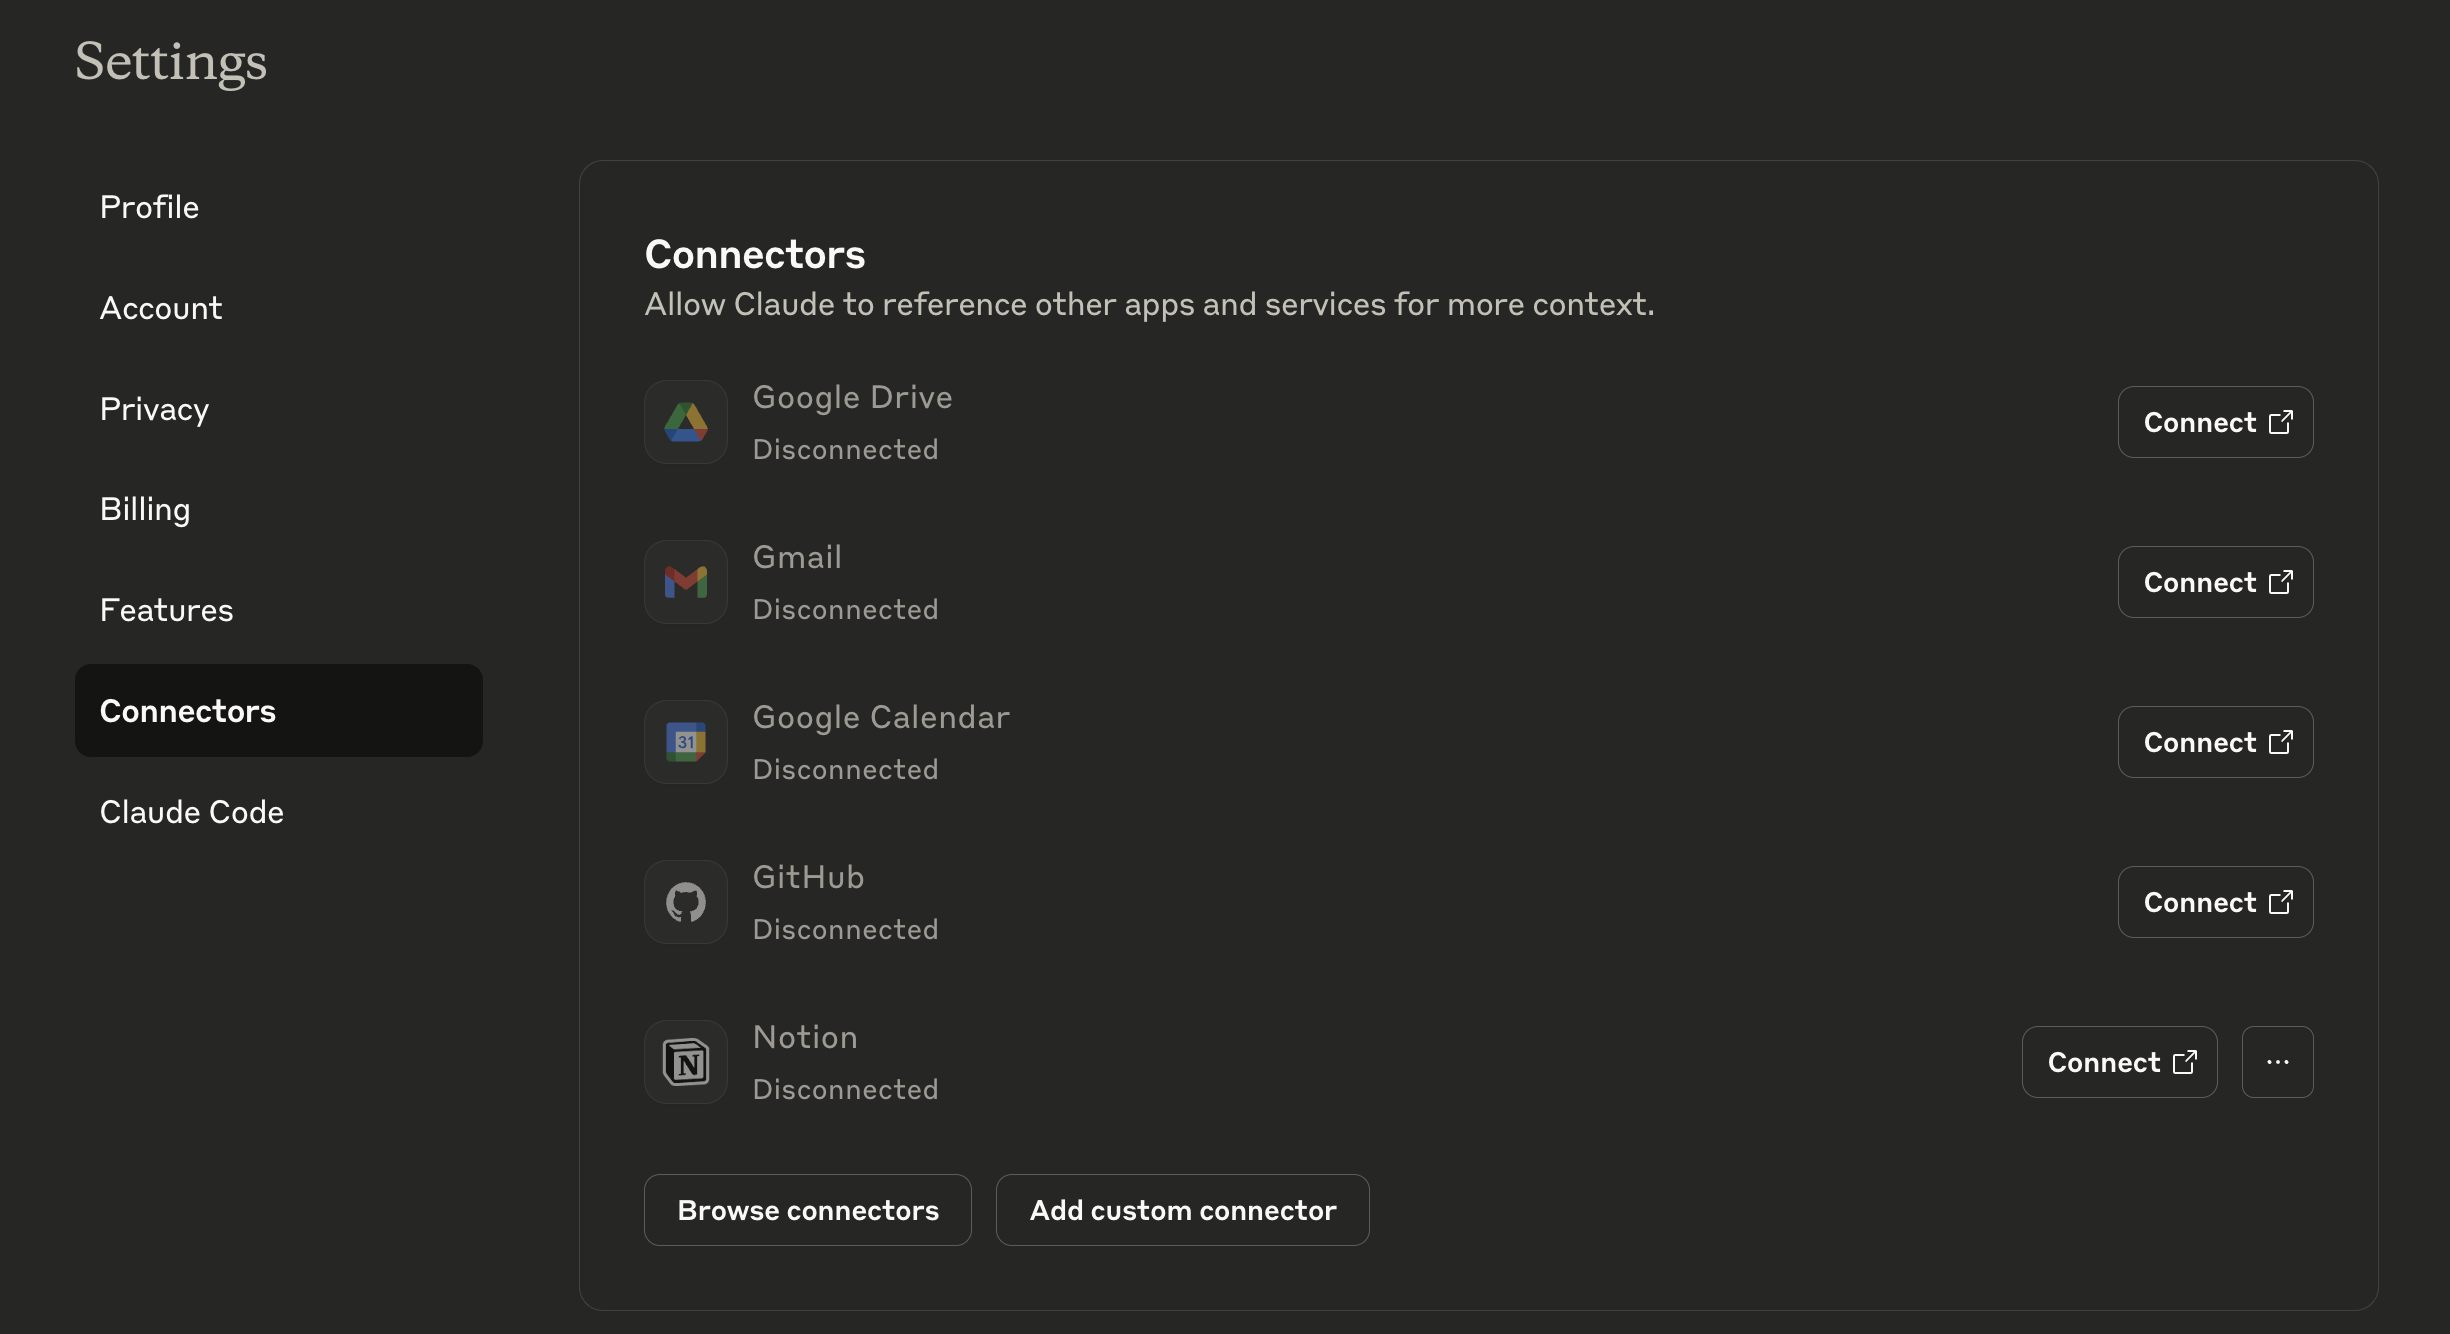 Settings
Profile
Account
Privacy
Billing
Features
Connectors
Claude Code
Connectors
Allow Claude to reference other apps and services for more context.
Google Drive
Disconnected
Connect
Gmail
Disconnected
Connect
31
Google Calendar
Disconnected
Connect
GitHub
Disconnected
Connect
N
Notion
Disconnected
Connect
...
Browse connectors
Add custom connector